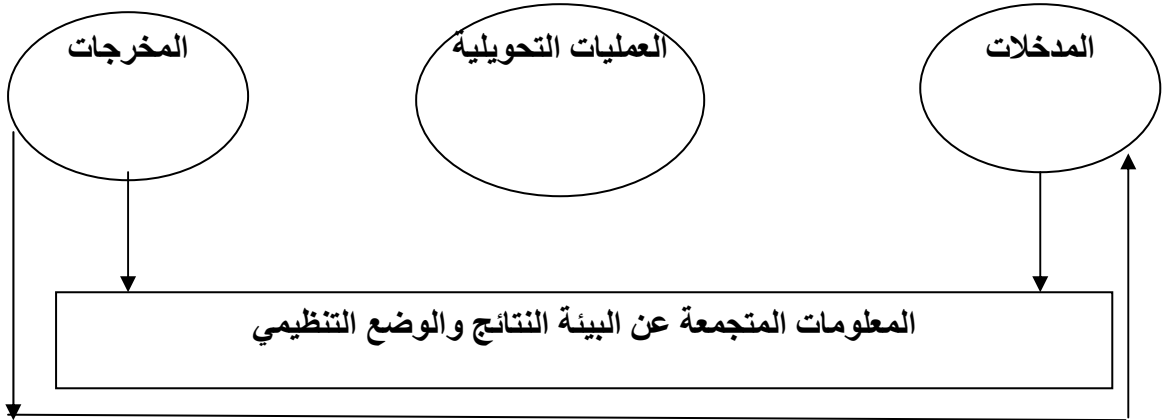 المدخلات
العمليات التحويلية
المخرجات
المعلومات المتجمعة عن البيئة النتائج والوضع التنظيمي